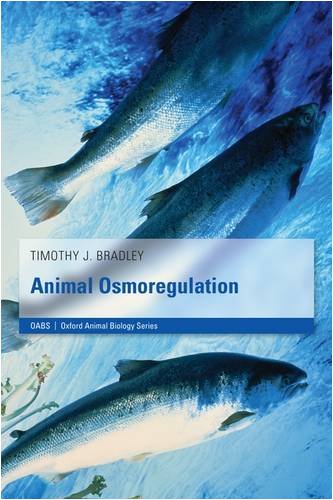 TIMOTHY J. BRADLEY
Animal Osmoregulation
OABS | Oxford Animal Biology Series